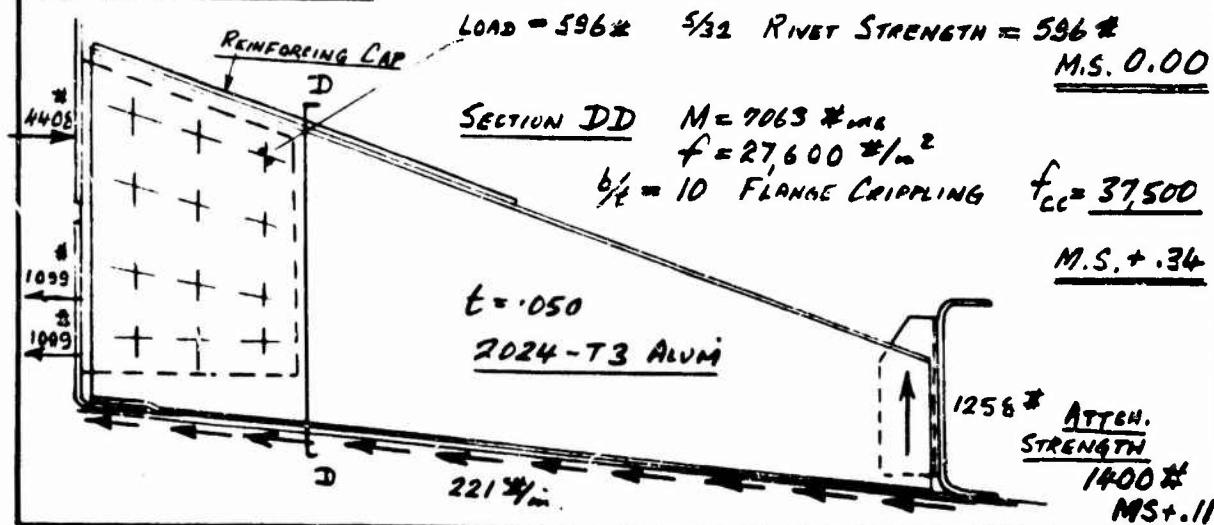 LOAD = 596# 5/32 RIVET STRENGTH = 596#
M.S. 0.00
REINFORCING CAP
D
4408#
SECTION DD M = 7063 #ins
f = 27,600 #/in²
b/t = 10 FLANGE CRIPPLING fcc = 37,500
M.S. + .34
1099#
1009#
t = .050
2024-T3 ALUM
1258# ATTCH.
STRENGTH
1400#
MS + .11
D
221 #/in.